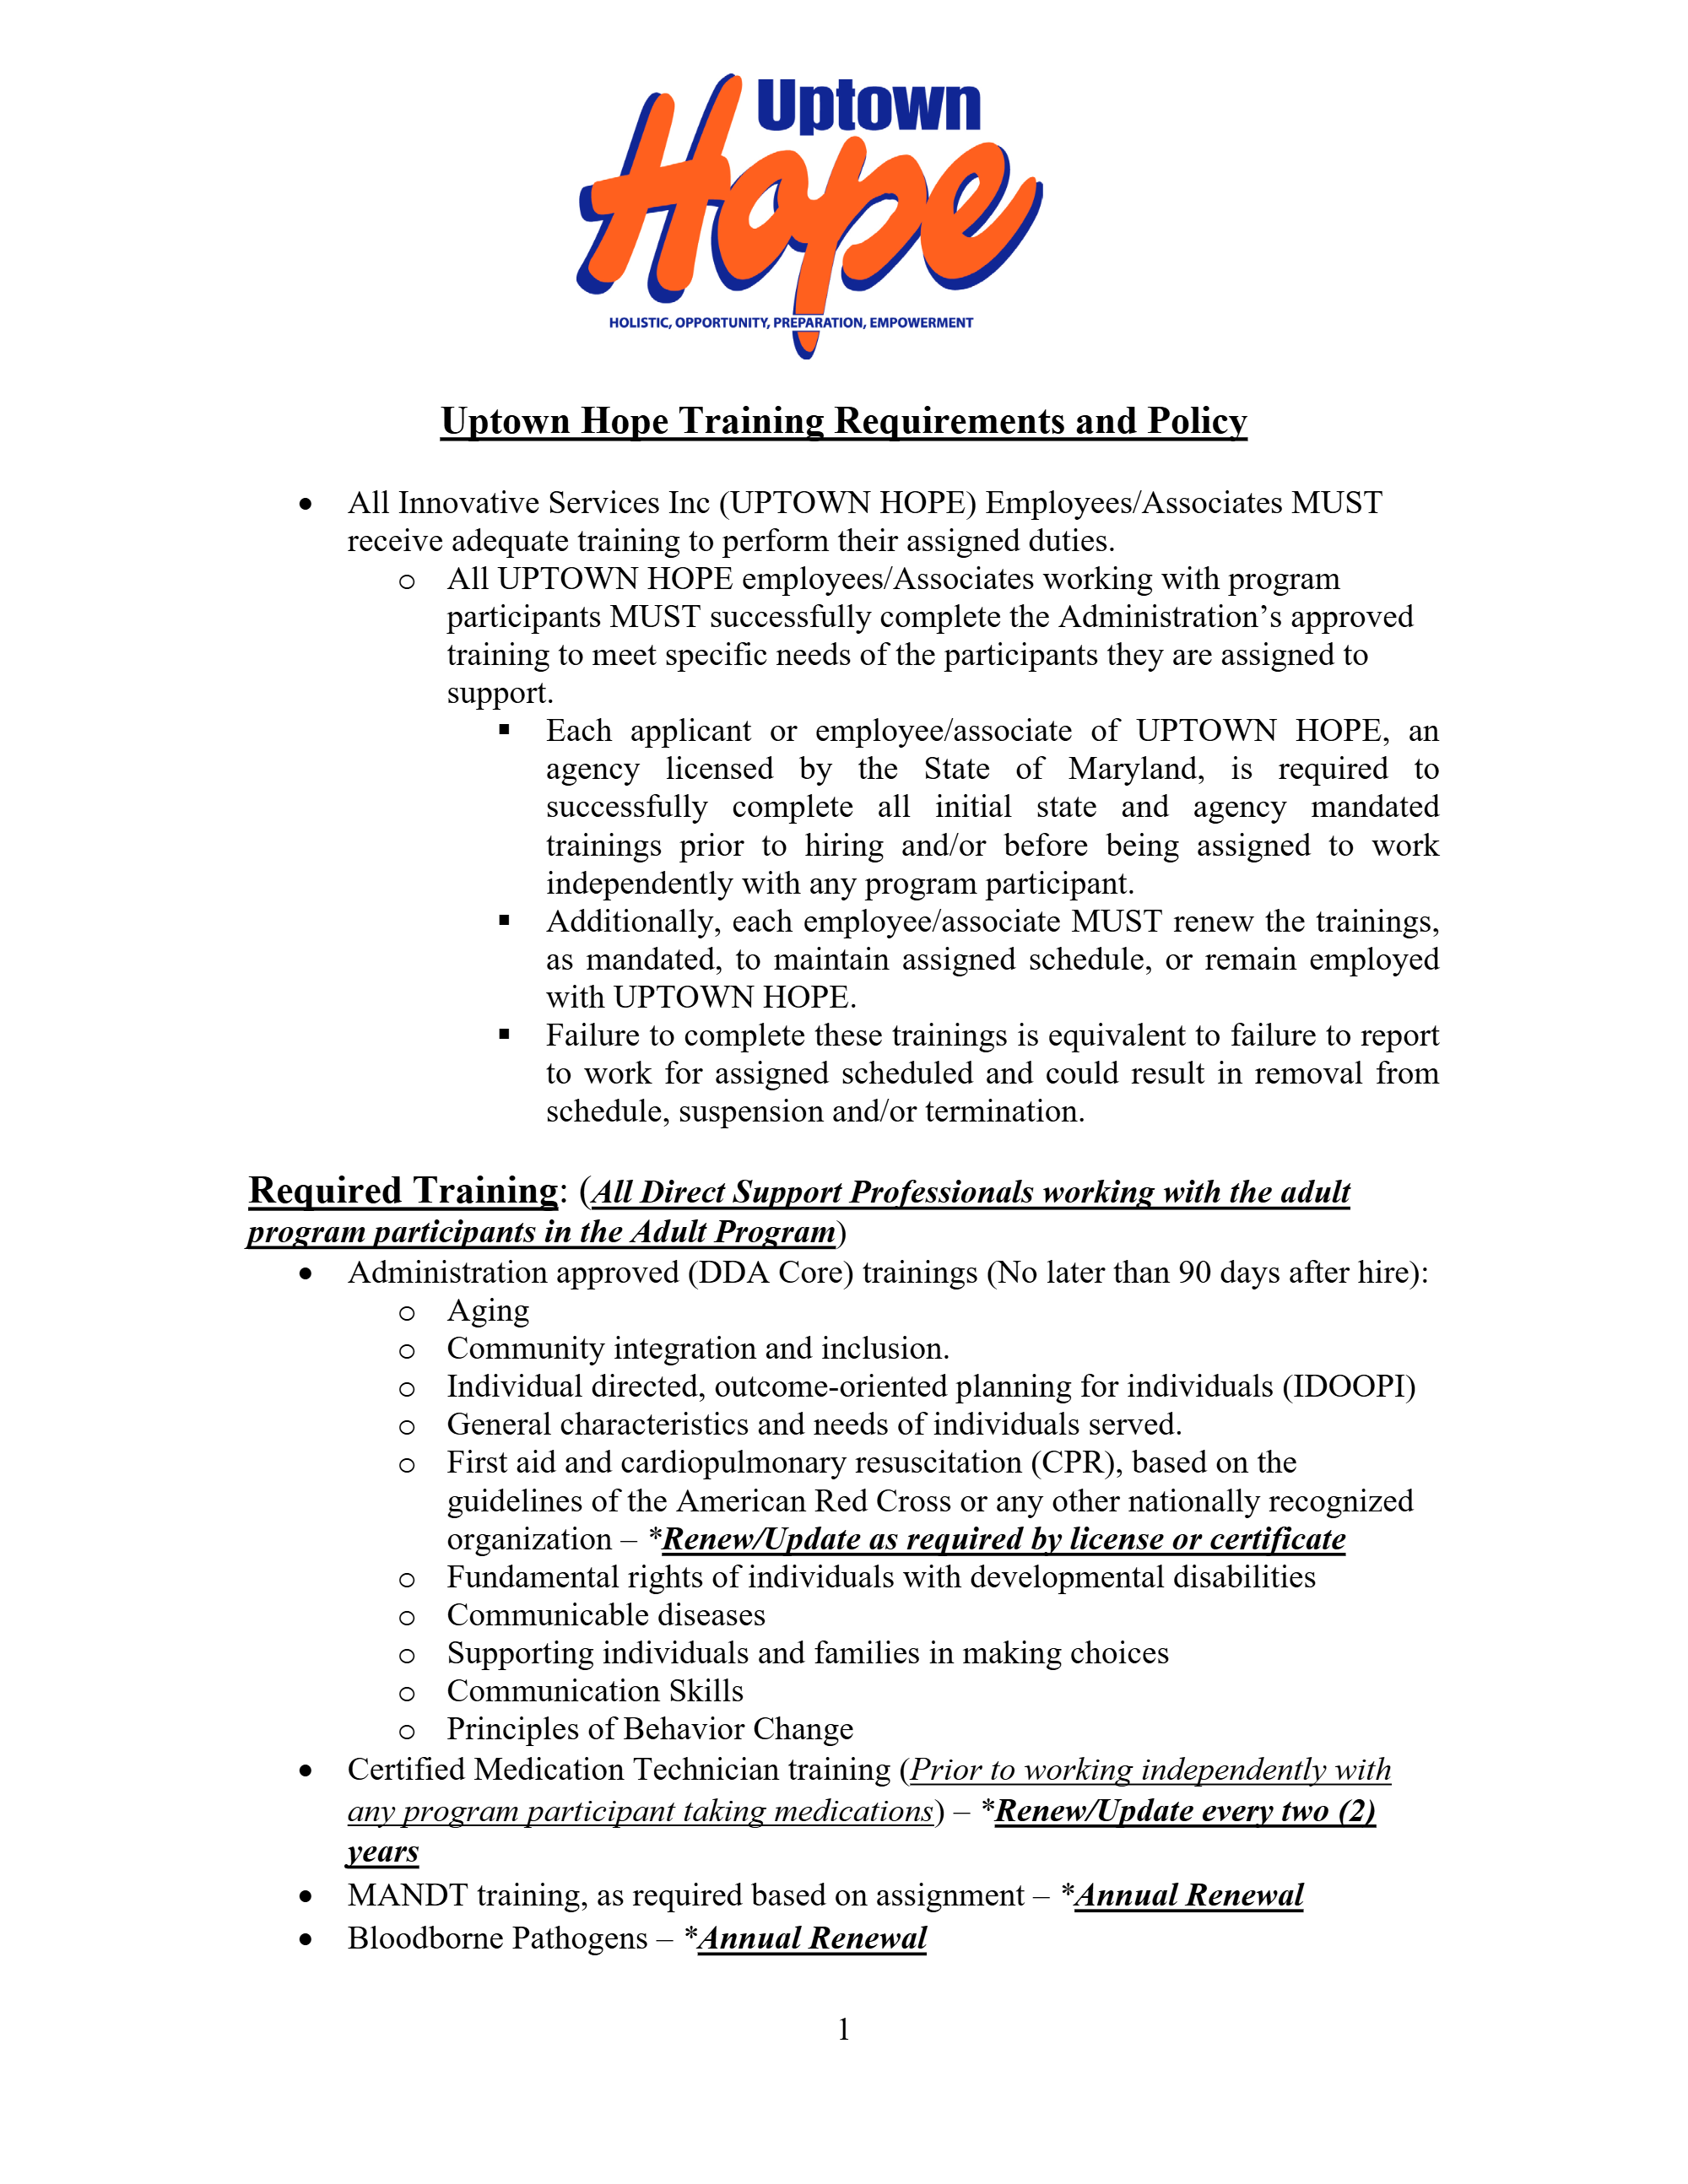 Uptown
Hope
HOLISTIC, OPPORTUNITY, PREPARATION, EMPOWERMENT
Uptown Hope Training Requirements and Policy
• All Innovative Services Inc (UPTOWN HOPE) Employees/Associates MUST
receive adequate training to perform their assigned duties.
o All UPTOWN HOPE employees/Associates working with program
participants MUST successfully complete the Administration’s approved
training to meet specific needs of the participants they are assigned to
support.
▪ Each applicant or employee/associate of UPTOWN HOPE, an
agency licensed by the State of Maryland, is required to
successfully complete all initial state and agency mandated
trainings prior to hiring and/or before being assigned to work
independently with any program participant.
▪ Additionally, each employee/associate MUST renew the trainings,
as mandated, to maintain assigned schedule, or remain employed
with UPTOWN HOPE.
▪ Failure to complete these trainings is equivalent to failure to report
to work for assigned scheduled and could result in removal from
schedule, suspension and/or termination.
Required Training: (All Direct Support Professionals working with the adult
program participants in the Adult Program)
• Administration approved (DDA Core) trainings (No later than 90 days after hire):
o Aging
o Community integration and inclusion.
o Individual directed, outcome-oriented planning for individuals (IDOOPI)
o General characteristics and needs of individuals served.
o First aid and cardiopulmonary resuscitation (CPR), based on the
guidelines of the American Red Cross or any other nationally recognized
organization – *Renew/Update as required by license or certificate
o Fundamental rights of individuals with developmental disabilities
o Communicable diseases
o Supporting individuals and families in making choices
o Communication Skills
o Principles of Behavior Change
• Certified Medication Technician training (Prior to working independently with
any program participant taking medications) – *Renew/Update every two (2)
years
• MANDT training, as required based on assignment – *Annual Renewal
• Bloodborne Pathogens – *Annual Renewal
1